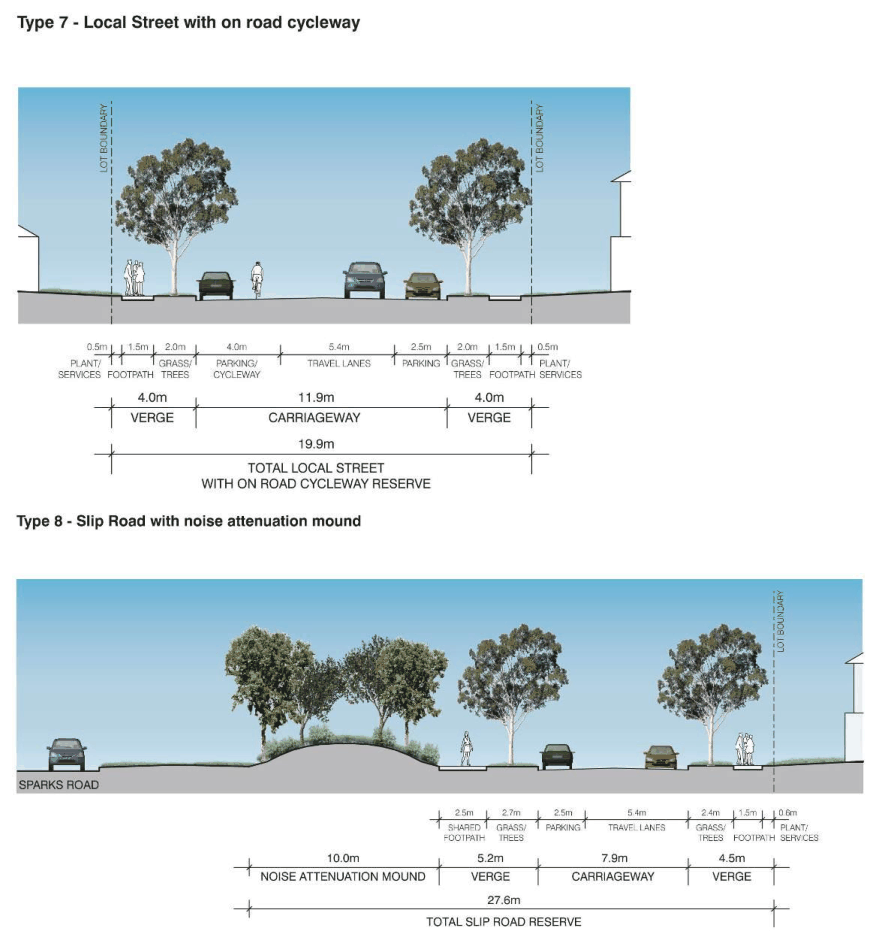 Type 7 - Local Street with on road cycleway
LOT BOUNDARY
LOT BOUNDARY
0.5m 1.5m 2.0m 4.0m 5.4m 2.5m 2.0m 1.5m 0.5m
PLANT/ GRASS/ PARKING/ TRAVEL LANES PARKING GRASS/ PLANT/
SERVICES FOOTPATH TREES CYCLEWAY TREES FOOTPATH SERVICES
4.0m 11.9m 4.0m
VERGE CARRIAGEWAY VERGE
19.9m
TOTAL LOCAL STREET
WITH ON ROAD CYCLEWAY RESERVE
Type 8 - Slip Road with noise attenuation mound
LOT BOUNDARY
SPARKS ROAD
2.5m 2.7m 2.5m 5.4m 2.4m 1.5m 0.6m
SHARED GRASS/ PARKING TRAVEL LANES GRASS/ PLANT/
FOOTPATH TREES TREES FOOTPATH SERVICES
10.0m 5.2m 7.9m 4.5m
NOISE ATTENUATION MOUND VERGE CARRIAGEWAY VERGE
27.6m
TOTAL SLIP ROAD RESERVE